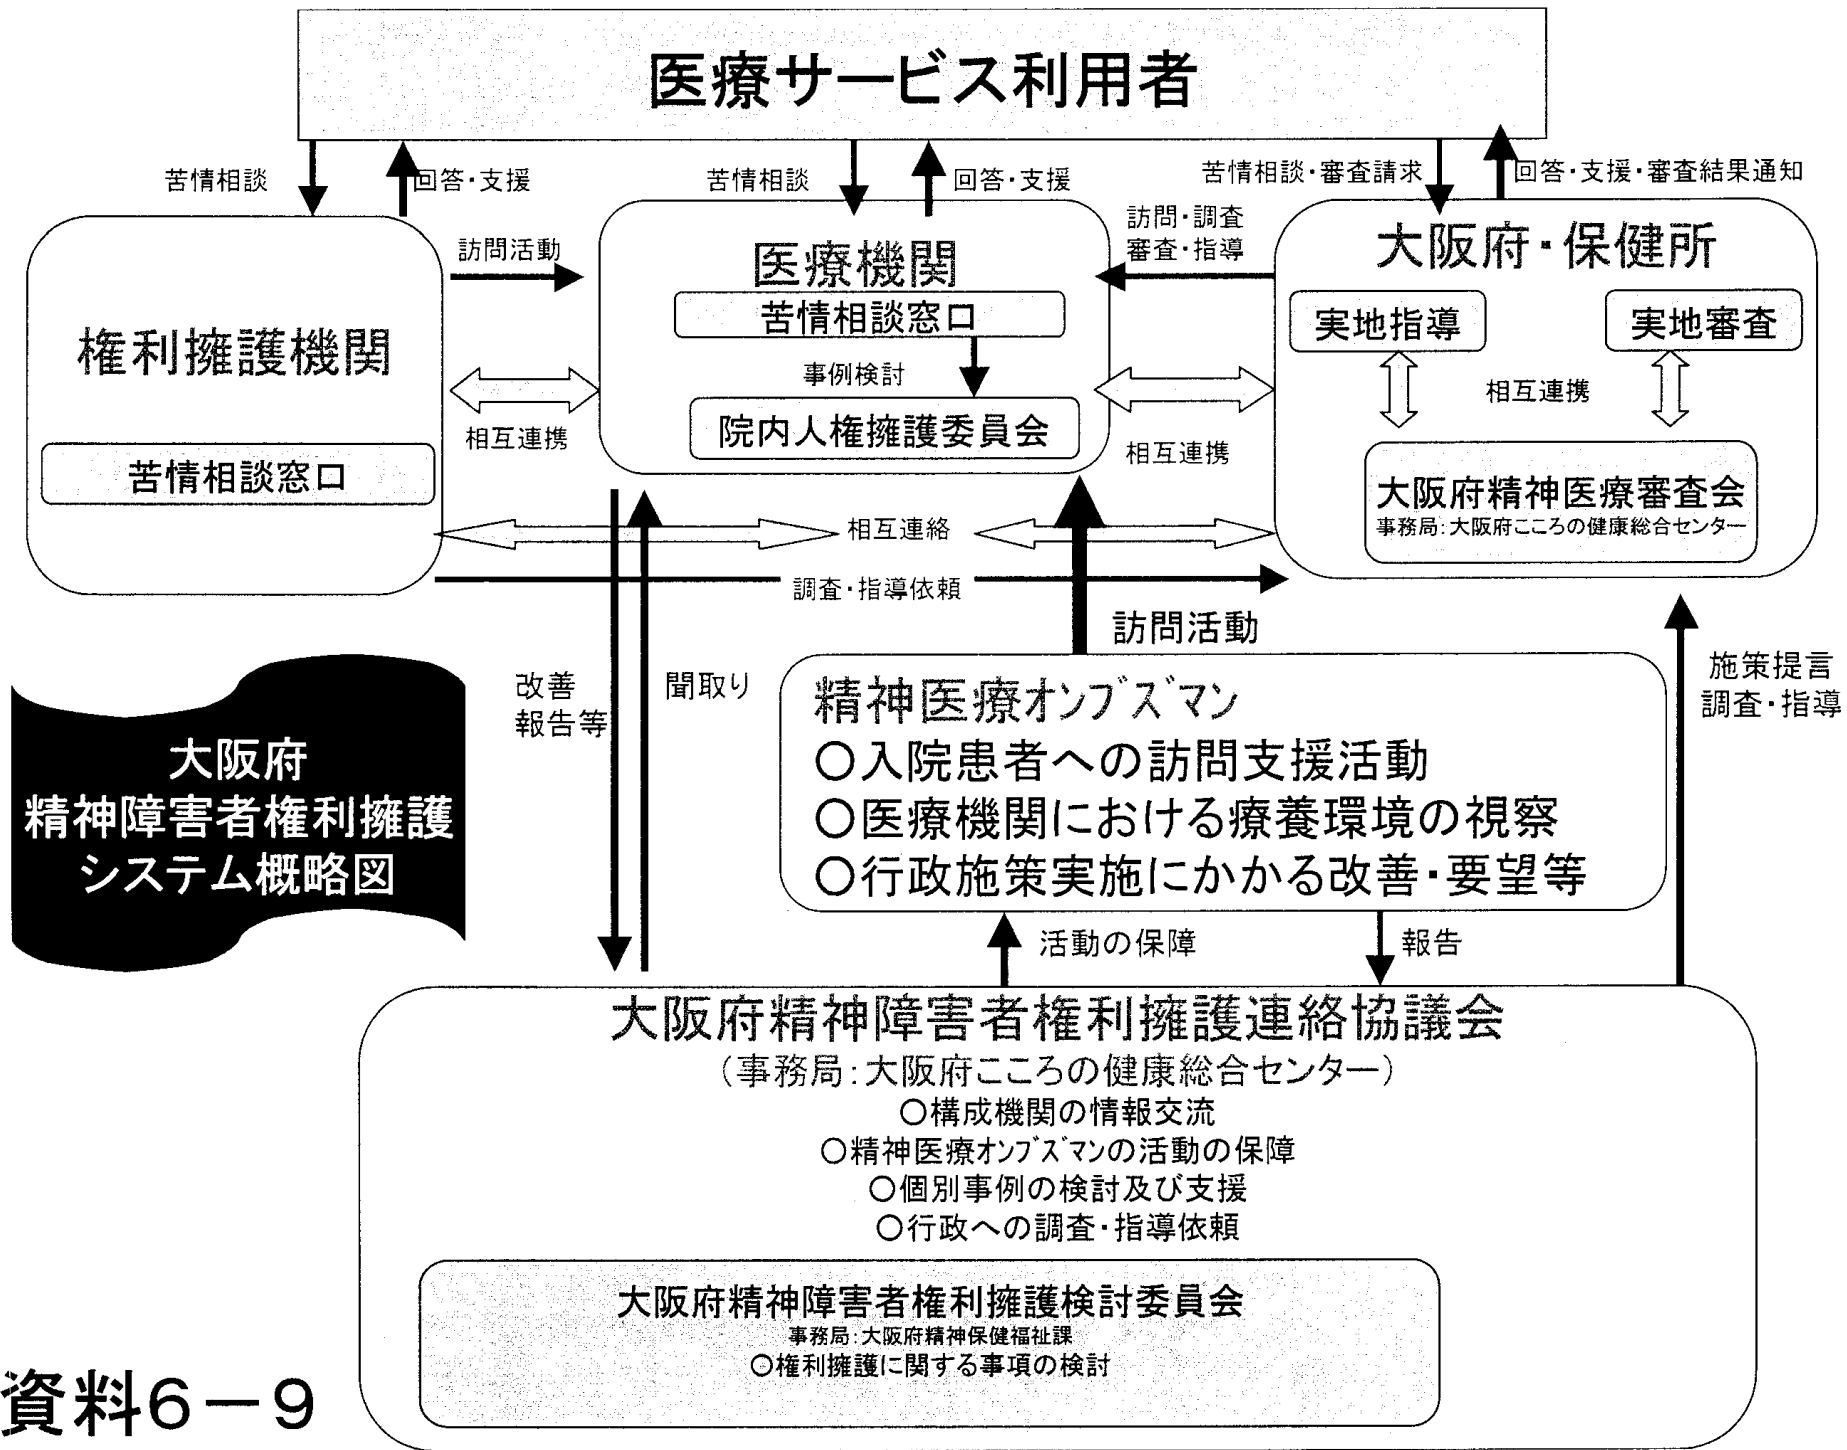 医療サービス利用者
苦情相談
回答・支援
苦情相談
回答・支援
苦情相談・審査請求
回答・支援・審査結果通知
権利擁護機関
苦情相談窓口
訪問活動
相互連携
医療機関
苦情相談窓口
事例検討
院内人権擁護委員会
訪問・調査
審査・指導
相互連携
大阪府・保健所
実地指導
実地審査
相互連携
大阪府精神医療審査会
事務局：大阪府こころの健康総合センター
相互連絡
調査・指導依頼
訪問活動
改善
報告等
聞取り
施策提言
調査・指導
大阪府
精神障害者権利擁護
システム概略図
精神医療ｵﾝﾌﾞｽﾞﾏﾝ
○入院患者への訪問支援活動
○医療機関における療養環境の視察
○行政施策実施にかかる改善・要望等
活動の保障
報告
大阪府精神障害者権利擁護連絡協議会
（事務局：大阪府こころの健康総合センター）
○構成機関の情報交流
○精神医療ｵﾝﾌﾞｽﾞﾏﾝの活動の保障
○個別事例の検討及び支援
○行政への調査・指導依頼
大阪府精神障害者権利擁護検討委員会
事務局：大阪府精神保健福祉課
○権利擁護に関する事項の検討
資料６－９